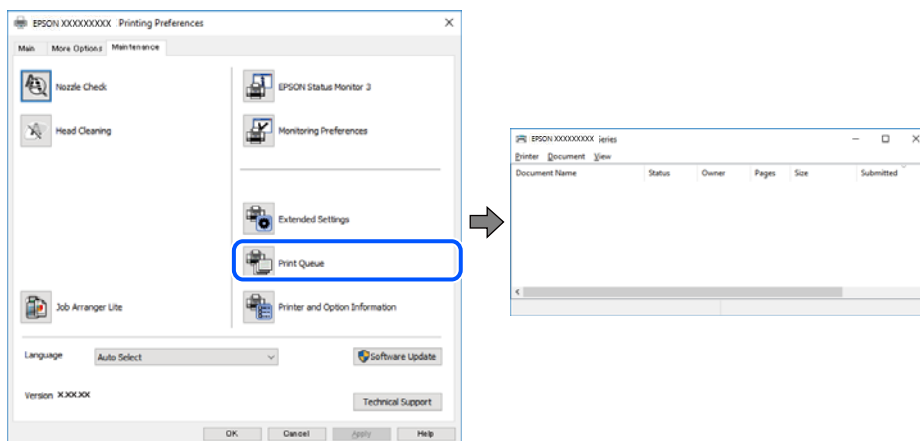 EPSON XXXXXXXXX Printing Preferences
Main More Options Maintenance
Nozzle Check
EPSON Status Monitor 3
Head Cleaning
Monitoring Preferences
Extended Settings
Print Queue
Job Arranger Lite
Printer and Option Information
Language Auto Select
Software Update
Version X.XX.XX
Technical Support
OK Cancel Apply Help
EPSON XXXXXXXXX ieries
Printer Document View
Document Name Status Owner Pages Size Submitted